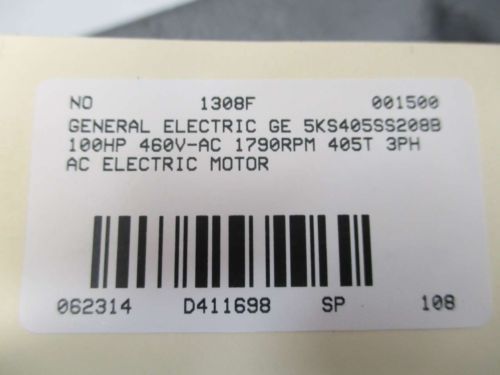 NO 1308F 001500
GENERAL ELECTRIC GE 5KS405SS208B
100HP 460V-AC 1790RPM 405T 3PH
AC ELECTRIC MOTOR
062314 D411698 SP 108